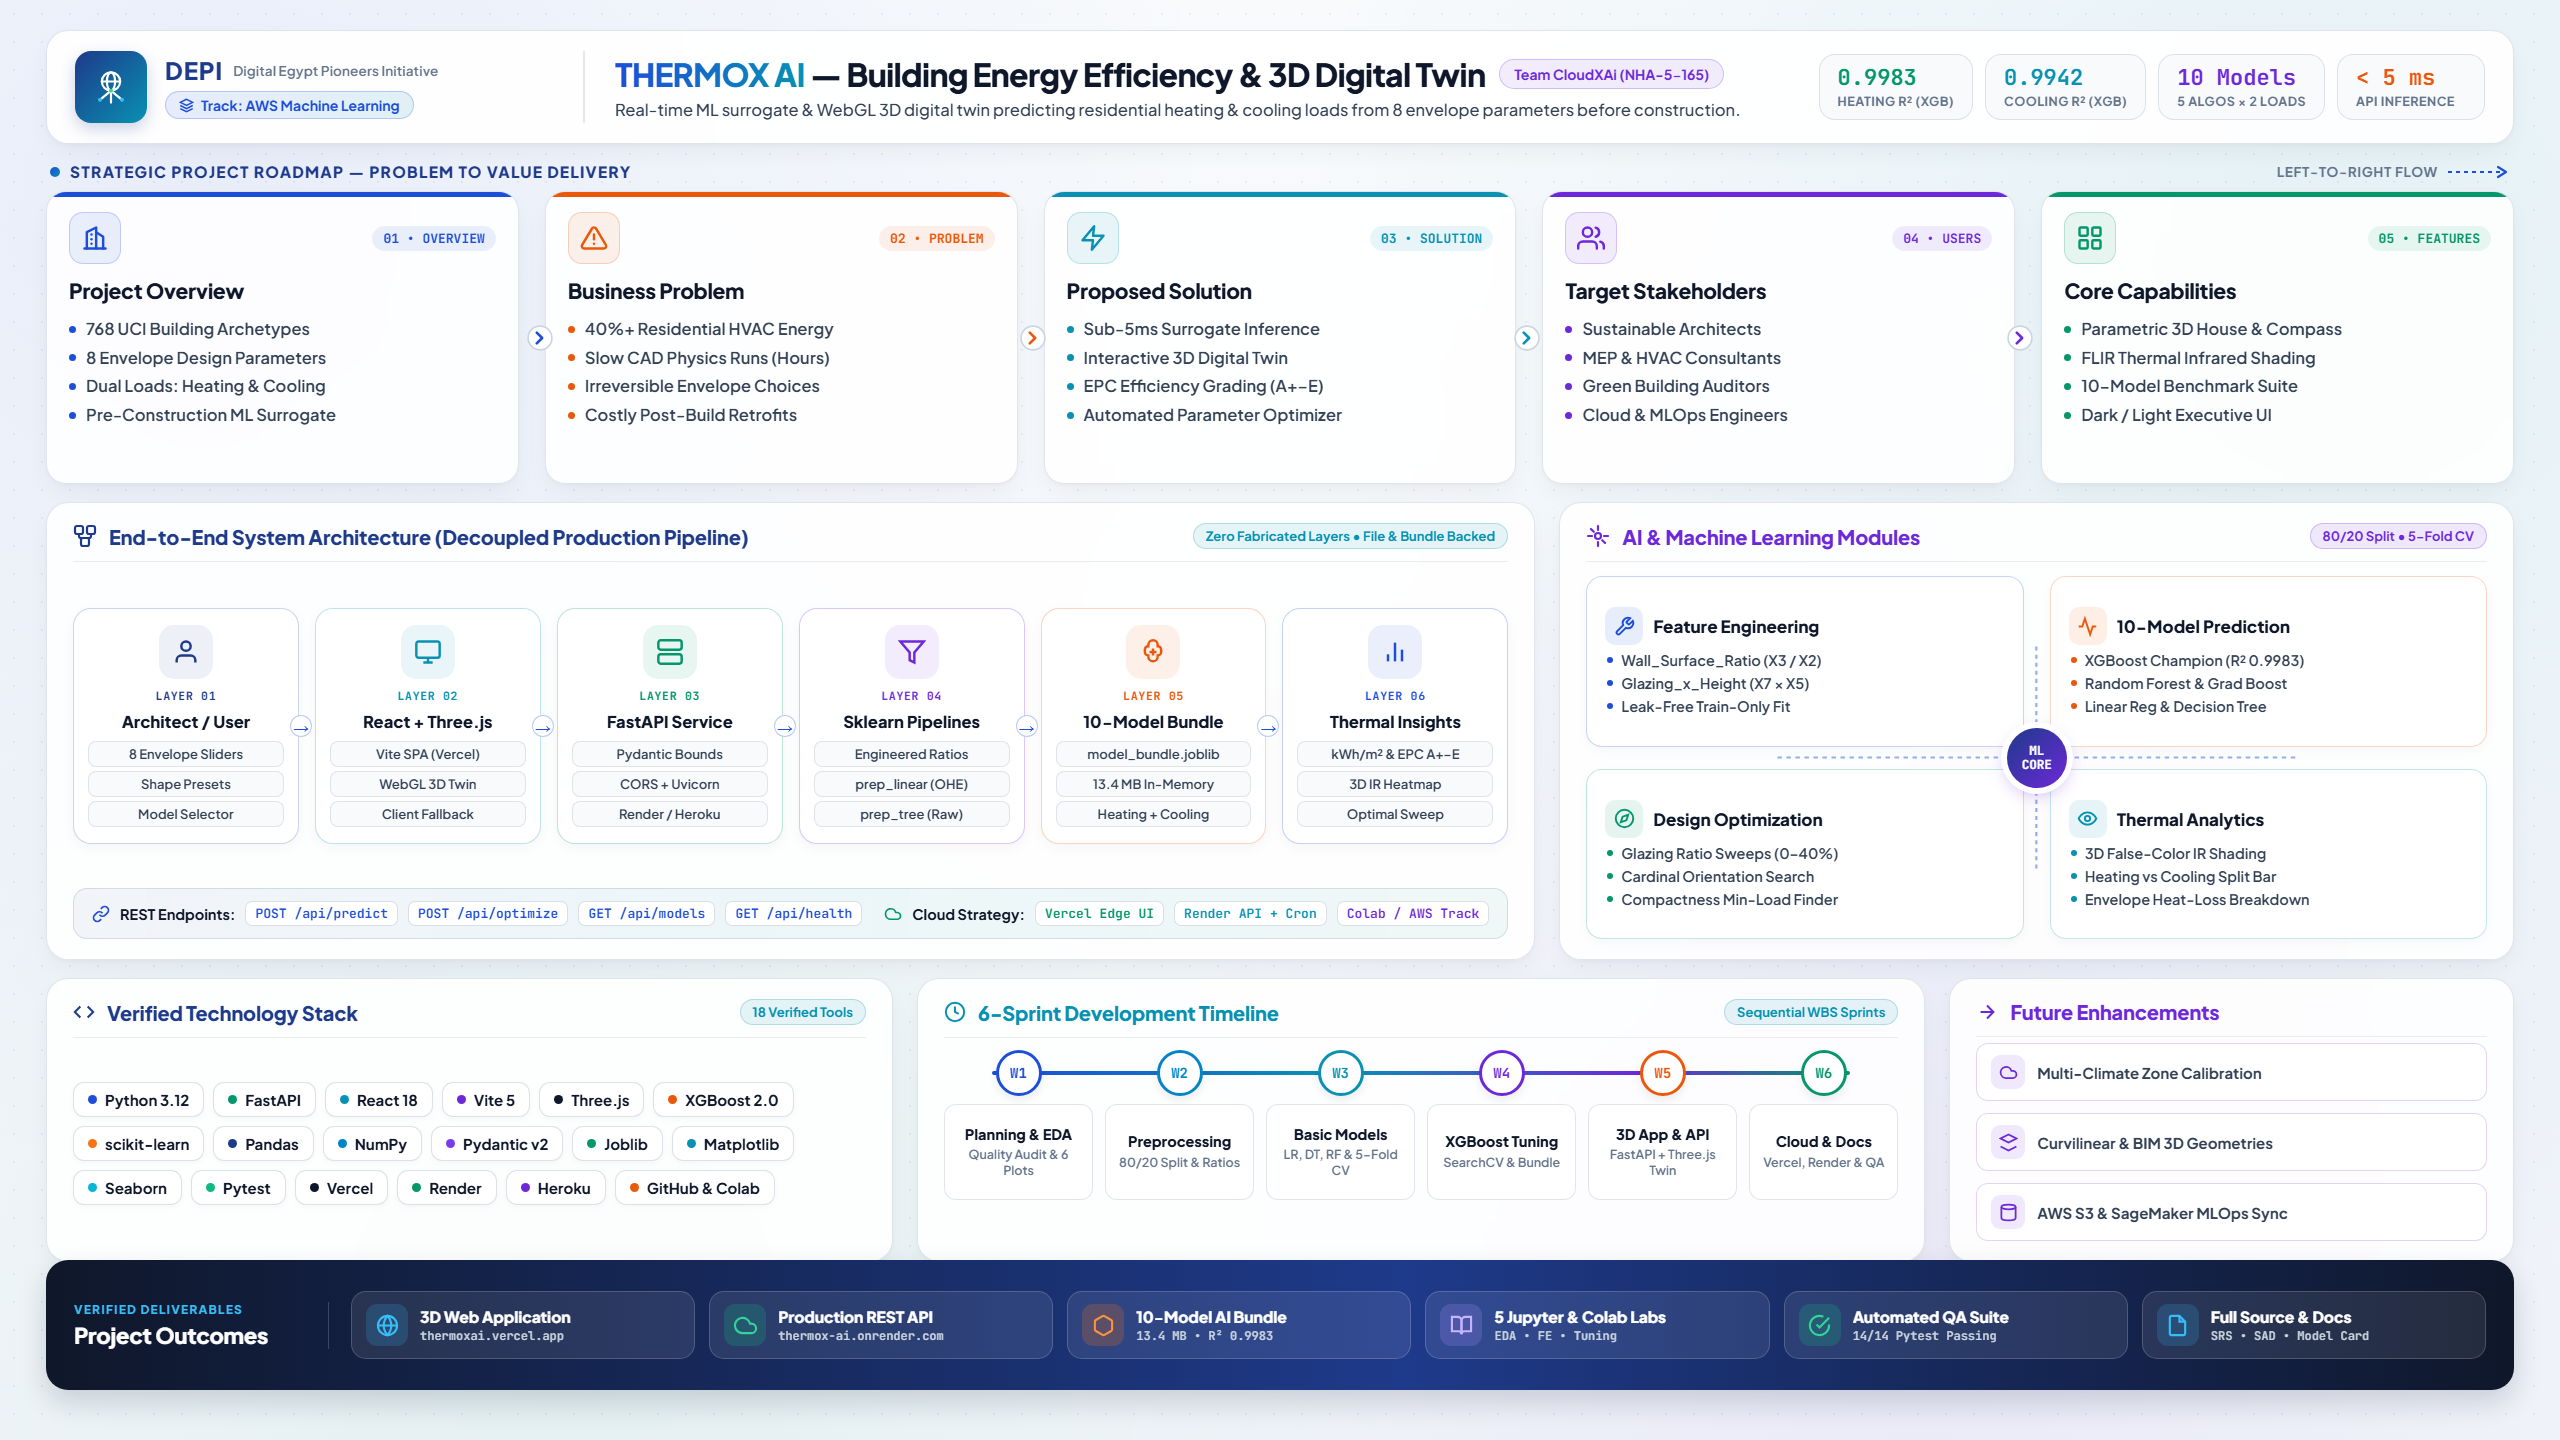 DEPI
Digital Egypt Pioneers Initiative
Track: AWS Machine Learning
THERMOX AI — Building Energy Efficiency & 3D Digital Twin
Team CloudXAi (NHA-5-165)
Real-time ML surrogate & WebGL 3D digital twin predicting residential heating & cooling loads from 8 envelope parameters before construction.
0.9983
HEATING R² (XGB)
0.9942
COOLING R² (XGB)
10 Models
5 ALGOS × 2 LOADS
< 5 ms
API INFERENCE
STRATEGIC PROJECT ROADMAP — PROBLEM TO VALUE DELIVERY
LEFT-TO-RIGHT FLOW
01 • OVERVIEW
Project Overview
768 UCI Building Archetypes
8 Envelope Design Parameters
Dual Loads: Heating & Cooling
Pre-Construction ML Surrogate
02 • PROBLEM
Business Problem
40%+ Residential HVAC Energy
Slow CAD Physics Runs (Hours)
Irreversible Envelope Choices
Costly Post-Build Retrofits
03 • SOLUTION
Proposed Solution
Sub-5ms Surrogate Inference
Interactive 3D Digital Twin
EPC Efficiency Grading (A+–E)
Automated Parameter Optimizer
04 • USERS
Target Stakeholders
Sustainable Architects
MEP & HVAC Consultants
Green Building Auditors
Cloud & MLOps Engineers
05 • FEATURES
Core Capabilities
Parametric 3D House & Compass
FLIR Thermal Infrared Shading
10-Model Benchmark Suite
Dark / Light Executive UI
End-to-End System Architecture (Decoupled Production Pipeline)
Zero Fabricated Layers • File & Bundle Backed
LAYER 01
Architect / User
8 Envelope Sliders
Shape Presets
Model Selector
→
LAYER 02
React + Three.js
Vite SPA (Vercel)
WebGL 3D Twin
Client Fallback
→
LAYER 03
FastAPI Service
Pydantic Bounds
CORS + Uvicorn
Render / Heroku
→
LAYER 04
Sklearn Pipelines
Engineered Ratios
prep_linear (OHE)
prep_tree (Raw)
→
LAYER 05
10-Model Bundle
model_bundle.joblib
13.4 MB In-Memory
Heating + Cooling
→
LAYER 06
Thermal Insights
kWh/m² & EPC A+–E
3D IR Heatmap
Optimal Sweep
REST Endpoints:
POST /api/predict
POST /api/optimize
GET /api/models
GET /api/health
Cloud Strategy:
Vercel Edge UI
Render API + Cron
Colab / AWS Track
AI & Machine Learning Modules
80/20 Split • 5-Fold CV
Feature Engineering
Wall_Surface_Ratio (X3 / X2)
Glazing_x_Height (X7 × X5)
Leak-Free Train-Only Fit
10-Model Prediction
XGBoost Champion (R² 0.9983)
Random Forest & Grad Boost
Linear Reg & Decision Tree
ML
CORE
Design Optimization
Glazing Ratio Sweeps (0–40%)
Cardinal Orientation Search
Compactness Min-Load Finder
Thermal Analytics
3D False-Color IR Shading
Heating vs Cooling Split Bar
Envelope Heat-Loss Breakdown
Verified Technology Stack
18 Verified Tools
Python 3.12
FastAPI
React 18
Vite 5
Three.js
XGBoost 2.0
scikit-learn
Pandas
NumPy
Pydantic v2
Joblib
Matplotlib
Seaborn
Pytest
Vercel
Render
Heroku
GitHub & Colab
6-Sprint Development Timeline
Sequential WBS Sprints
W1
W2
W3
W4
W5
W6
Planning & EDA
Quality Audit & 6
Plots
Preprocessing
80/20 Split & Ratios
Basic Models
LR, DT, RF & 5-Fold
CV
XGBoost Tuning
SearchCV & Bundle
3D App & API
FastAPI + Three.js
Twin
Cloud & Docs
Vercel, Render & QA
Future Enhancements
Multi-Climate Zone Calibration
Curvilinear & BIM 3D Geometries
AWS S3 & SageMaker MLOps Sync
VERIFIED DELIVERABLES
Project Outcomes
3D Web Application
thermoxai.vercel.app
Production REST API
thermox-ai.onrender.com
10-Model AI Bundle
13.4 MB • R² 0.9983
5 Jupyter & Colab Labs
EDA • FE • Tuning
Automated QA Suite
14/14 Pytest Passing
Full Source & Docs
SRS • SAD • Model Card